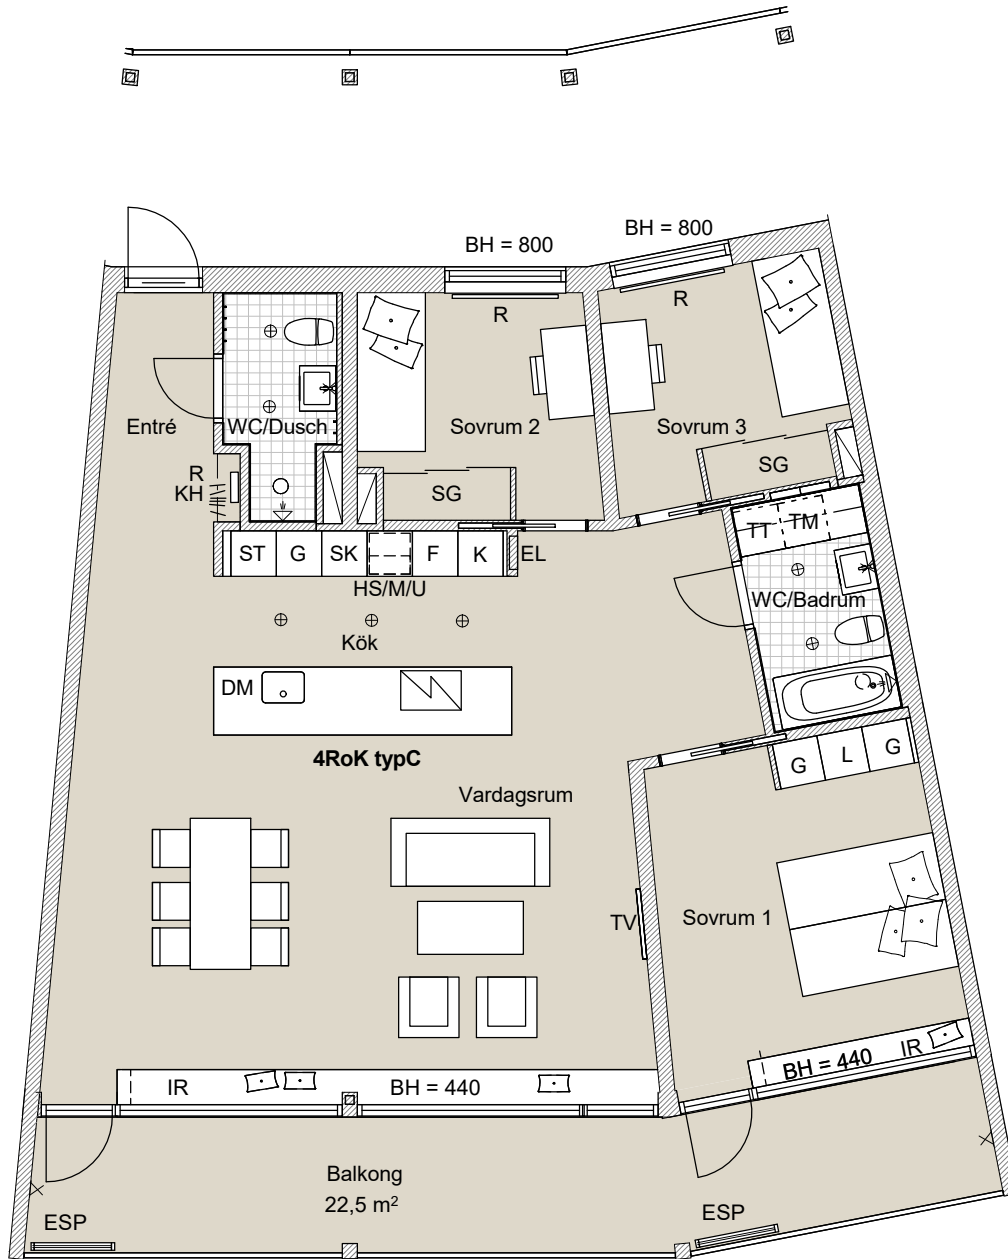 BH = 800
BH = 800
R
R
Entré
WC/Dusch
Sovrum 2
Sovrum 3
R
KH
SG
SG
ST
G
SK
F
K
EL
TT
TM
HS/M/U
WC/Badrum
Kök
DM
4RoK typC
G
L
G
Vardagsrum
TV
Sovrum 1
IR
BH = 440
BH = 440
IR
Balkong
22,5 m²
ESP
ESP